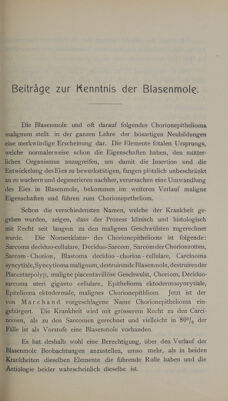 Beiträge zur Kenntnis der Blasenmole.
Die Blasenmole und oft darauf folgendes Chorionepithelioma
malignum stellt in der ganzen Lehre der bösartigen Neubildungen
eine merkwürdige Erscheinung dar. Die Elemente fötalen Ursprungs,
welche normalerweise schon die Eigenschaften haben, den mütter-
lichen Organismus anzugreifen, um damit die Insertion und die
Entwickelung des Eies zu bewerkstelligen, fangen plötzlich unbeschränkt
an zu wuchern und degenerieren nachher, verursachen eine Umwandlung
des Eies in Blasenmole, bekommen im weiteren Verlauf maligne
Eigenschaften und führen zum Chorionepitheliom.
Schon die verschiedenen Namen, welche der Krankheit ge-
geben wurden, zeigen, dass der Prozess klinisch und histologisch
mit Recht seit langem zu den malignen Geschwülsten zugerechnet
wurde. Die Nomenklatur des Chorionepithelioms ist folgende:
Sarcoma deciduo-cellulare, Deciduo-Sarcom, Sarcom der Chorionzotten,
Sarcom-Chorion, Blastoma deciduo-chorion-cellulare, Carcinoma
syncytiale, Syncytioma malignum, destruierende Blasenmole, destruierender
Placentarpolyp, maligne placentavillöse Geschwulst, Choriom, Deciduo-
sarcoma uteri giganto cellulare, Epithelioma ektodermosyncytiale,
Epitelioma ektodermale, malignes Chorionepithliom. Jetzt ist der
von Marchand vorgeschlagene Name Chorionepithelioma ein-
gebürgert. Die Krankheit wird mit grösserem Recht zu den Carci-
nomen, als zu den Sarcomen gerechnet und vielleicht in 80% der
Fälle ist als Vorstufe eine Blasenmole vorhanden.
Es hat deshalb wohl eine Berechtigung, über den Verlauf der
Blasenmole Beobachtungen anzustellen, umso mehr, als in beiden
Krankheiten dieselben Elemente die führende Rolle haben und die
Aetiologie beider wahrscheinlich dieselbe ist.